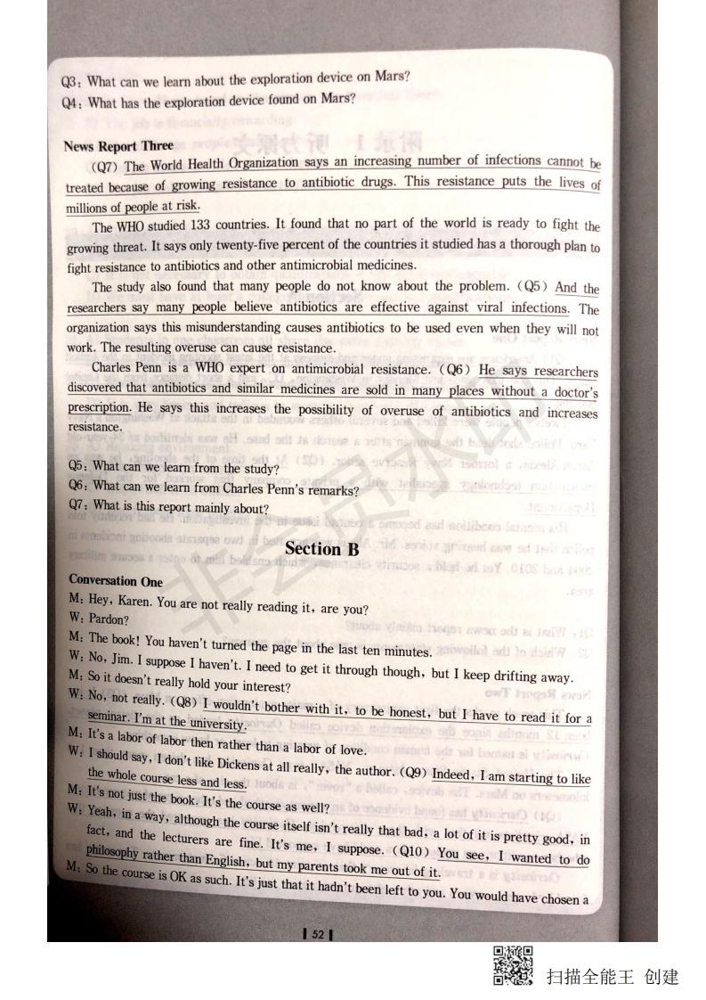 Q3: What can we learn about the exploration device on Mars?
Q4: What has the exploration device found on Mars?
News Report Three
(Q7) The World Health Organization says an increasing number of infections cannot be
treated because of growing resistance to antibiotic drugs. This resistance puts the lives of
millions of people at risk.
The WHO studied 133 countries. It found that no part of the world is ready to fight the
growing threat. It says only twenty-five percent of the countries it studied has a thorough plan to
fight resistance to antibiotics and other antimicrobial medicines.
The study also found that many people do not know about the problem. (Q5) And the
researchers say many people believe antibiotics are effective against viral infections. The
organization says this misunderstanding causes antibiotics to be used even when they will not
work. The resulting overuse can cause resistance.
Charles Penn is a WHO expert on antimicrobial resistance. (Q6) He says researchers
discovered that antibiotics and similar medicines are sold in many places without a doctor's
prescription. He says this increases the possibility of overuse of antibiotics and increases
resistance.
Q5: What can we learn from the study?
Q6: What can we learn from Charles Penn's remarks?
Q7: What is this report mainly about?
Section B
Conversation One
M: Hey, Karen. You are not really reading it, are you?
W: Pardon?
M: The book! You haven't turned the page in the last ten minutes.
W: No, Jim. I suppose I haven't. I need to get it through though, but I keep drifting away.
M: So it doesn't really hold your interest?
W: No, not really. (Q8) I wouldn't bother with it, to be honest, but I have to read it for a
seminar. I'm at the university.
M: It's a labor of labor then rather than a labor of love.
W: I should say, I don't like Dickens at all really, the author. (Q9) Indeed, I am starting to like
the whole course less and less.
M: It's not just the book. It's the course as well?
W: Yeah, in a way, although the course itself isn't really that bad, a lot of it is pretty good, in
fact, and the lecturers are fine. It's me, I suppose. (Q10) You see, I wanted to do
philosophy rather than English, but my parents took me out of it.
M: So the course is OK as such. It's just that it hadn't been left to you. You would have chosen a
52
非会员水印
扫描全能王 创建